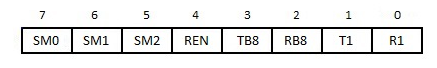 7 6 5 4 3 2 1 0
SM0 SM1 SM2 REN TB8 RB8 T1 R1